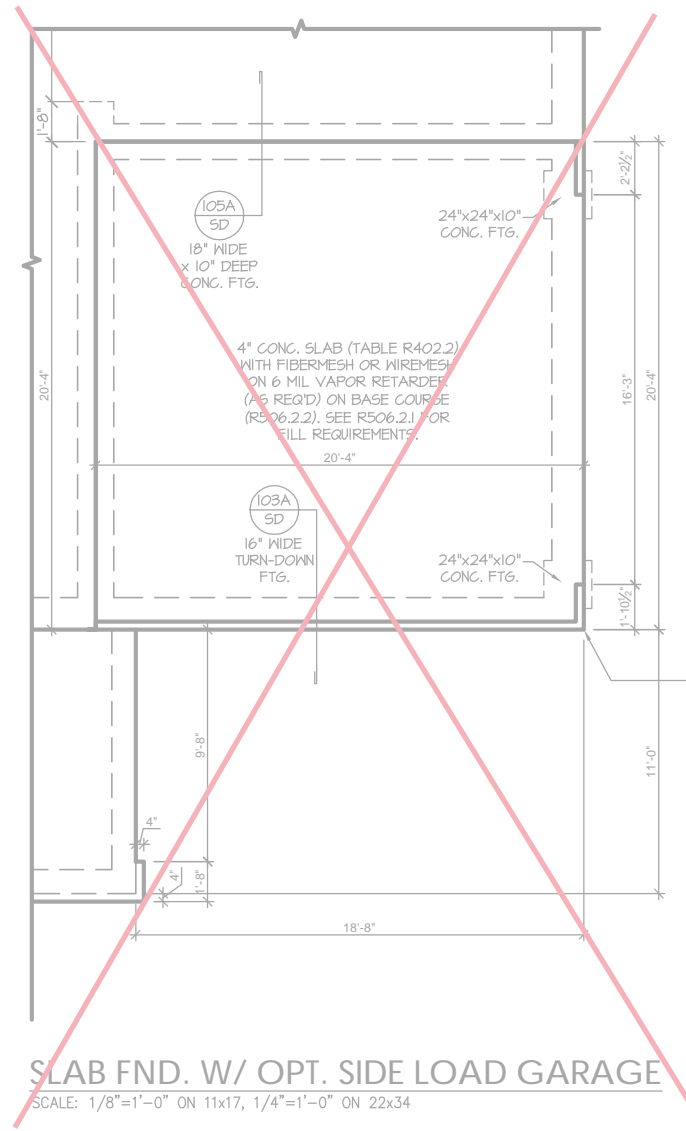 1'-8"
2'-2½"
105A
SD
18" WIDE
x 10" DEEP
CONC. FTG.
24"x24"x10"
CONC. FTG.
4" CONC. SLAB (TABLE R402.2)
WITH FIBERMESH OR WIREMESH
ON 6 MIL VAPOR RETARDER
(AS REQ'D) ON BASE COURSE
(R506.2.2). SEE R506.2.1 FOR
FILL REQUIREMENTS.
20'-4"
16'-3"
20'-4"
20'-4"
103A
SD
16" WIDE
TURN-DOWN
FTG.
24"x24"x10"
CONC. FTG.
1'-10½"
9'-8"
11'-0"
4"
4"
1'-8"
18'-8"
SLAB FND. W/ OPT. SIDE LOAD GARAGE
SCALE: 1/8"=1'-0" ON 11x17, 1/4"=1'-0" ON 22x34